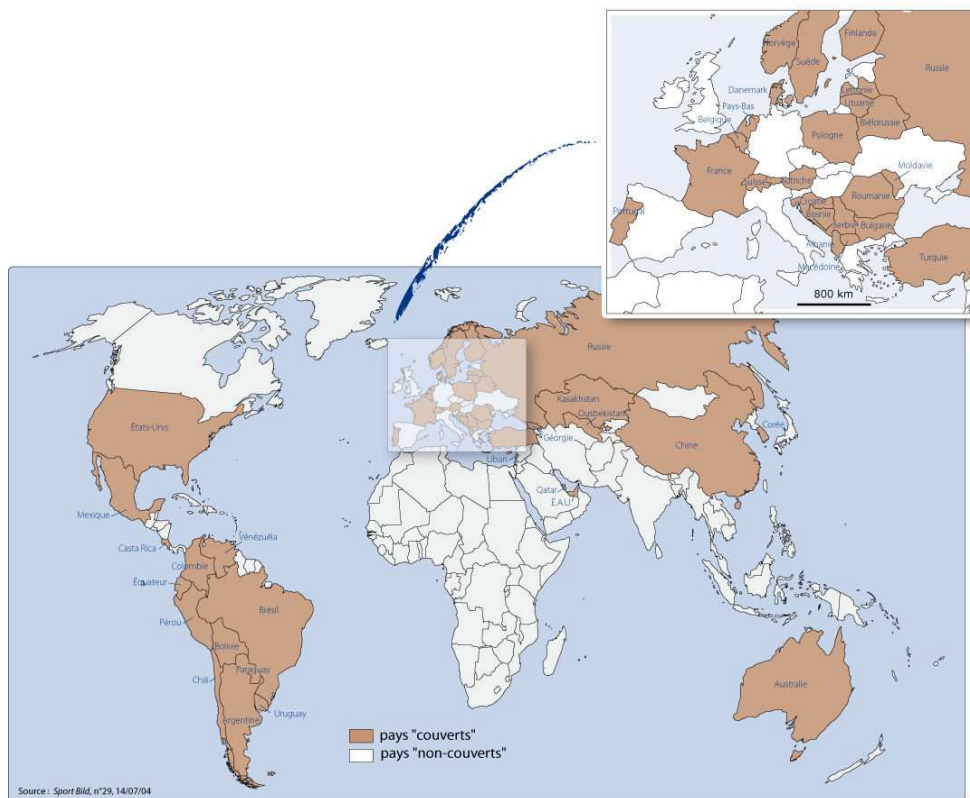 Finlande
Norvège
Suède
Russie
Danemark
Lettonie
Pays-Bas
Lituanie
Belgique
Biélorussie
Pologne
Moldavie
France
Suisse
Autriche
Roumanie
Croatie
Bosnie
Portugal
Serbie
Bulgarie
Albanie
Turquie
Macédoine
800 km
Russie
Kasakhstan
Ousbekistan
États-Unis
Corée
Géorgie
Chine
Liban
Qatar
É.A.U.
Mexique
Vénézuéla
Costa Rica
Colombie
Équateur
Brésil
Pérou
Bolivie
Paraguay
Chili
Australie
Uruguay
Argentine
pays "couverts"
pays "non-couverts"
Source : Sport Bild, n°29, 14/07/04